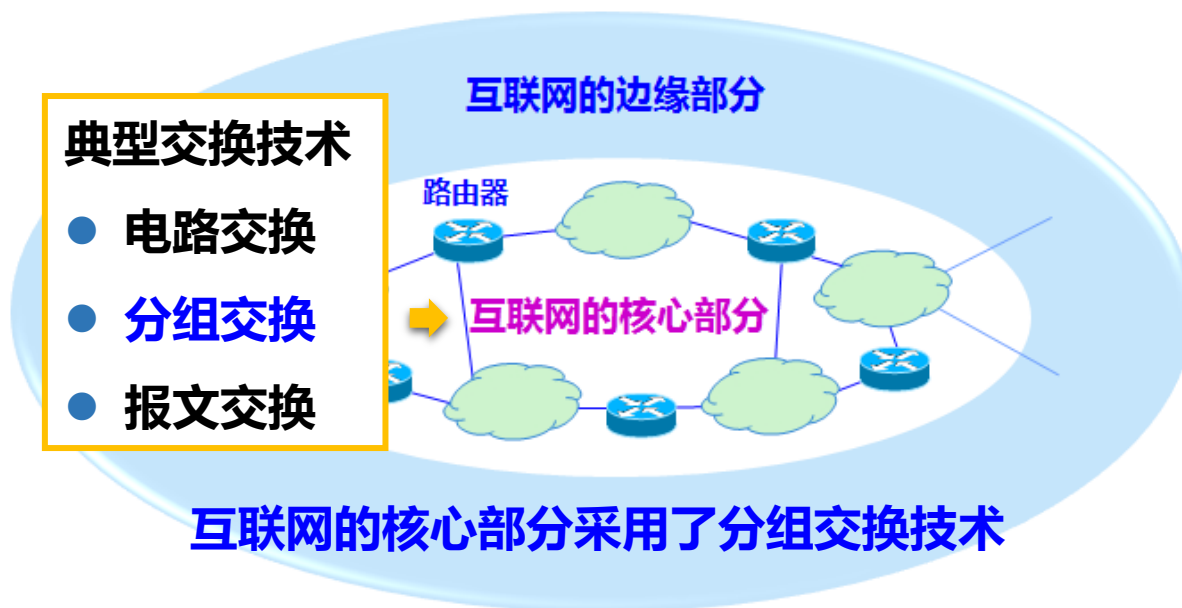 互联网的边缘部分
典型交换技术
电路交换
分组交换
报文交换
路由器
互联网的核心部分
互联网的核心部分采用了分组交换技术